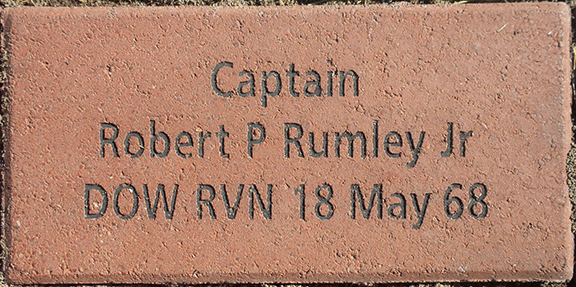 Captain
Robert P Rumley Jr
DOW RVN 18 May 68